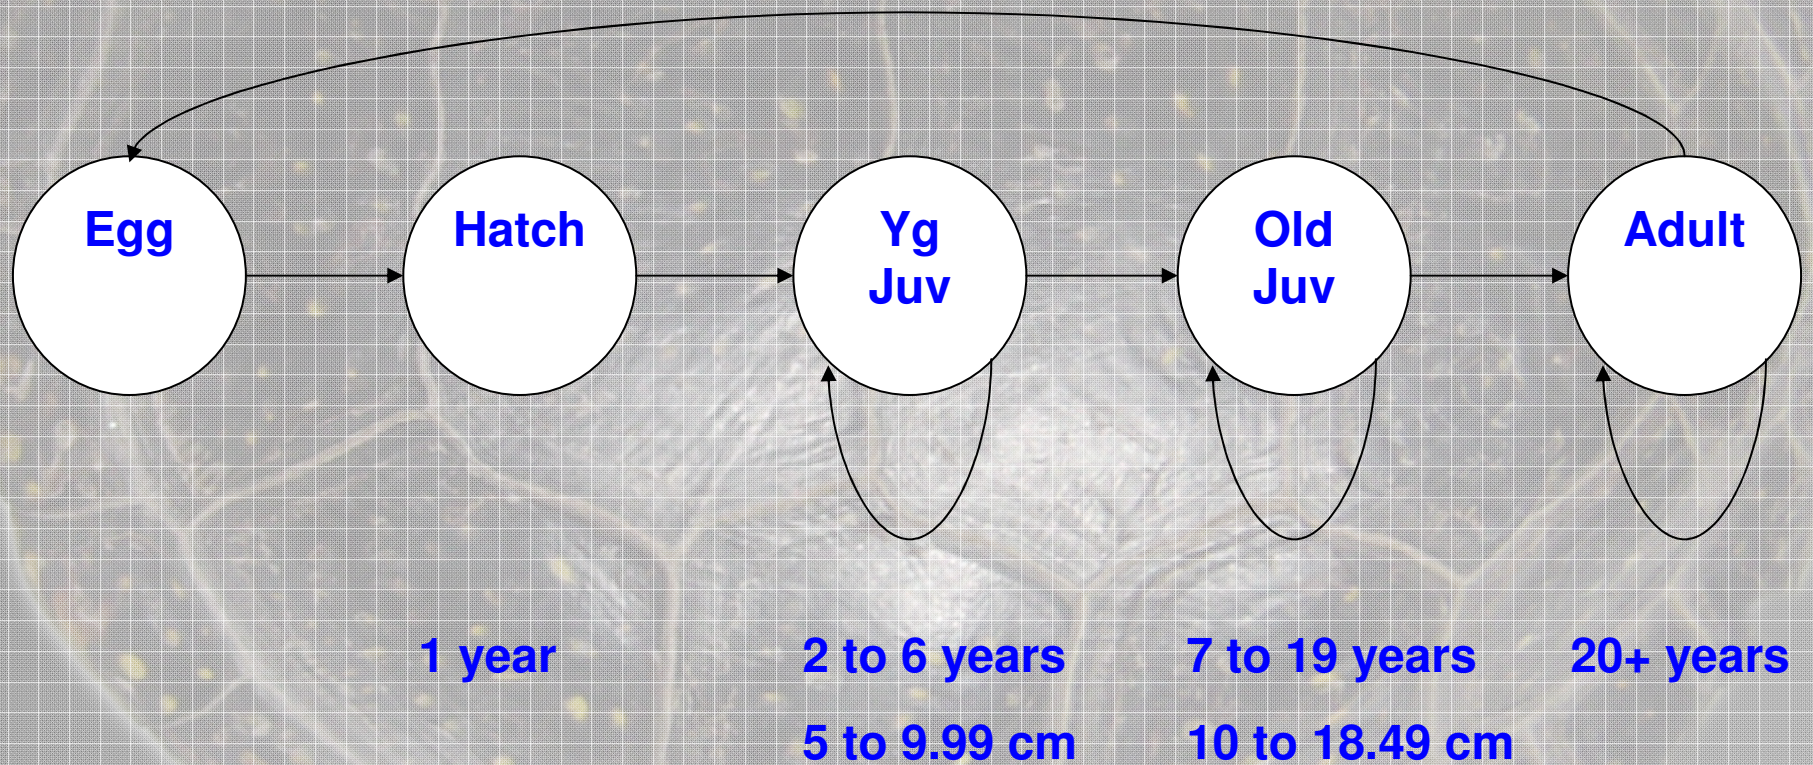 Egg
Hatch
Yg
Juv
Old
Juv
Adult
1 year
2 to 6 years
7 to 19 years
20+ years
5 to 9.99 cm
10 to 18.49 cm